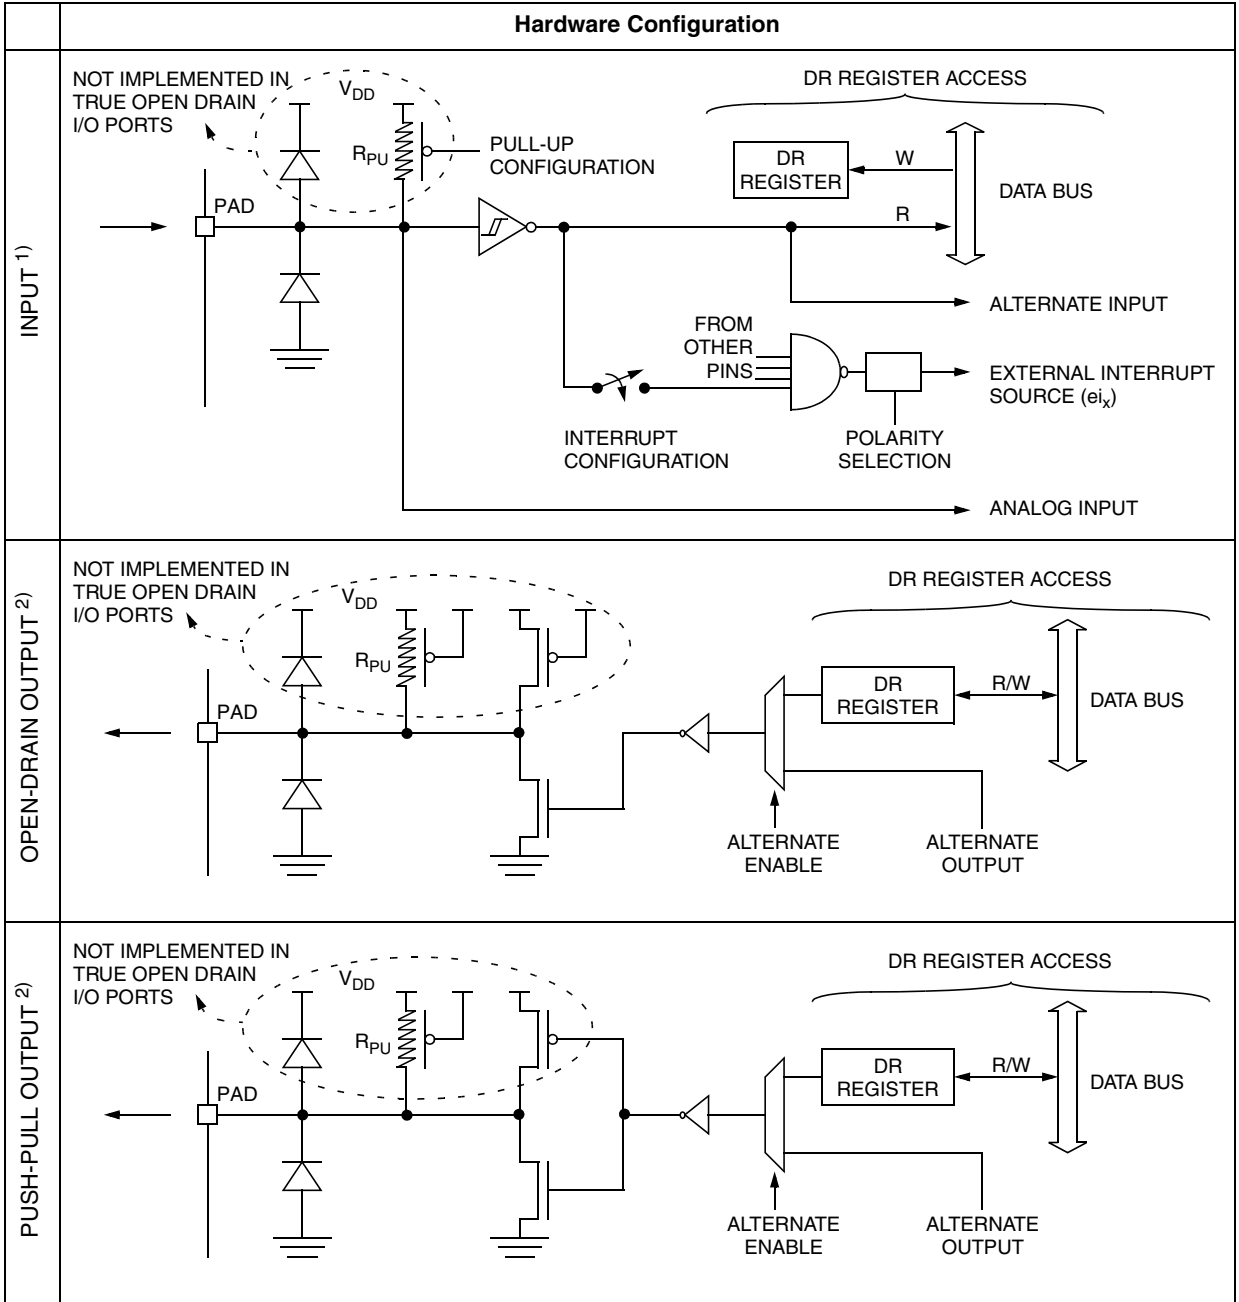 Hardware Configuration
INPUT 1)
NOT IMPLEMENTED IN
TRUE OPEN DRAIN
I/O PORTS
VDD
RPU
PULL-UP
CONFIGURATION
PAD
DR REGISTER ACCESS
DR
REGISTER
W
R
DATA BUS
ALTERNATE INPUT
FROM
OTHER
PINS
EXTERNAL INTERRUPT
SOURCE (eix)
INTERRUPT
CONFIGURATION
POLARITY
SELECTION
ANALOG INPUT
OPEN-DRAIN OUTPUT 2)
NOT IMPLEMENTED IN
TRUE OPEN DRAIN
I/O PORTS
VDD
RPU
PAD
DR REGISTER ACCESS
DR
REGISTER
R/W
DATA BUS
ALTERNATE
ENABLE
ALTERNATE
OUTPUT
PUSH-PULL OUTPUT 2)
NOT IMPLEMENTED IN
TRUE OPEN DRAIN
I/O PORTS
VDD
RPU
PAD
DR REGISTER ACCESS
DR
REGISTER
R/W
DATA BUS
ALTERNATE
ENABLE
ALTERNATE
OUTPUT